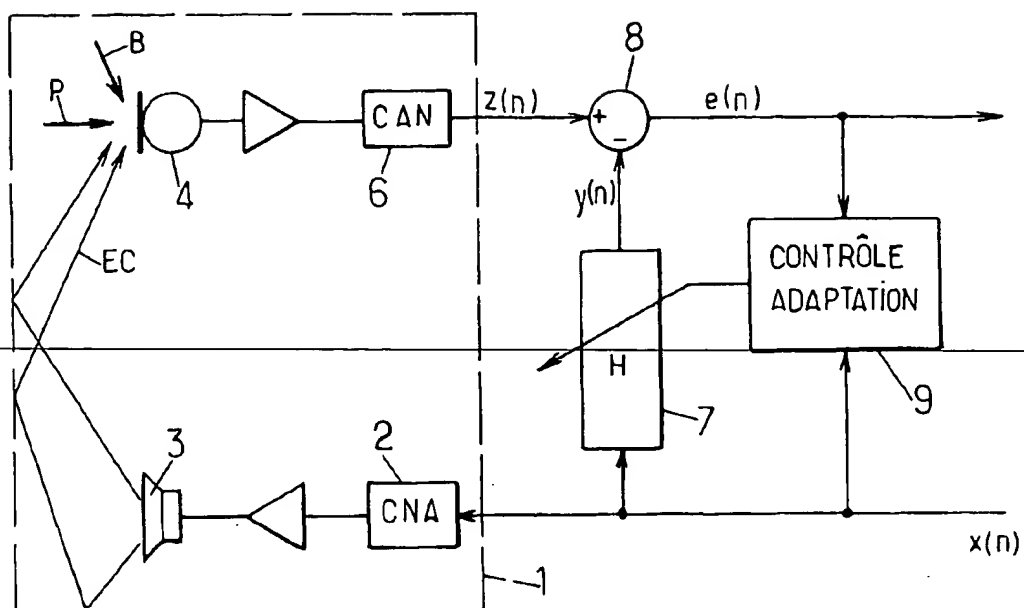 8
B
P
CAN
z(n)
+
−
e(n)
4
6
y(n)
EC
CONTRÔLE
ADAPTATION
H
9
7
3
2
CNA
x(n)
1